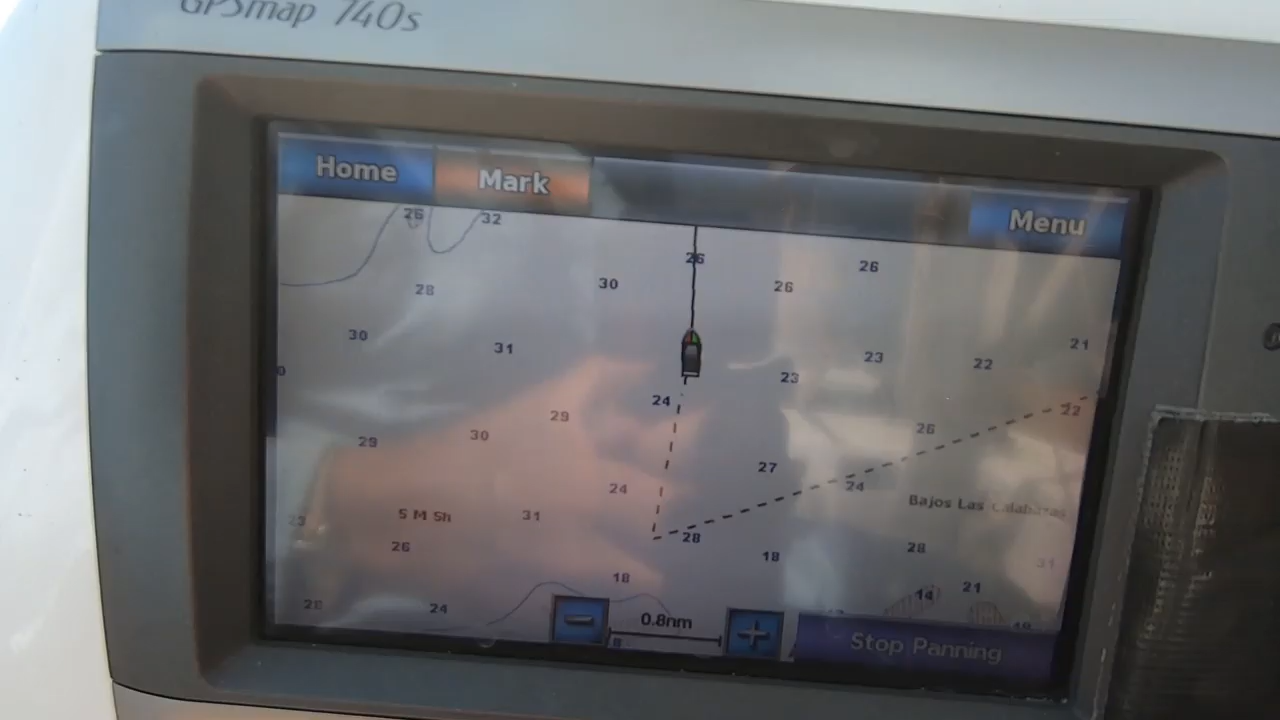 GPSmap 740s
Home Mark Menu
26 32
26 26
30 26
28
30 21
31 23 22
23
24
29 22
29 30 26
27
24 24
Bajos Las Calabazas
S M Sh 31
23
28
26 18 28
31
18 21
14
28 24
0.8nm
Stop Panning